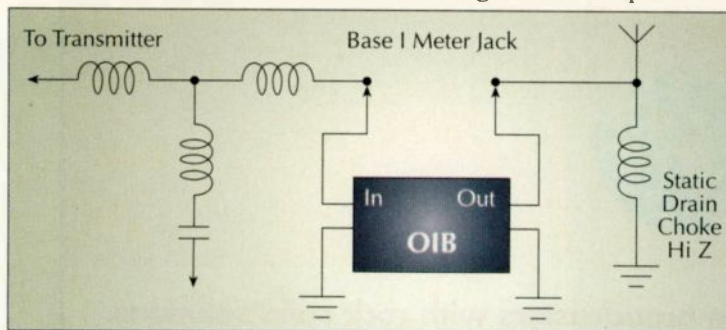 To Transmitter
Base I Meter Jack
In
Out
OIB
Static
Drain
Choke
Hi Z